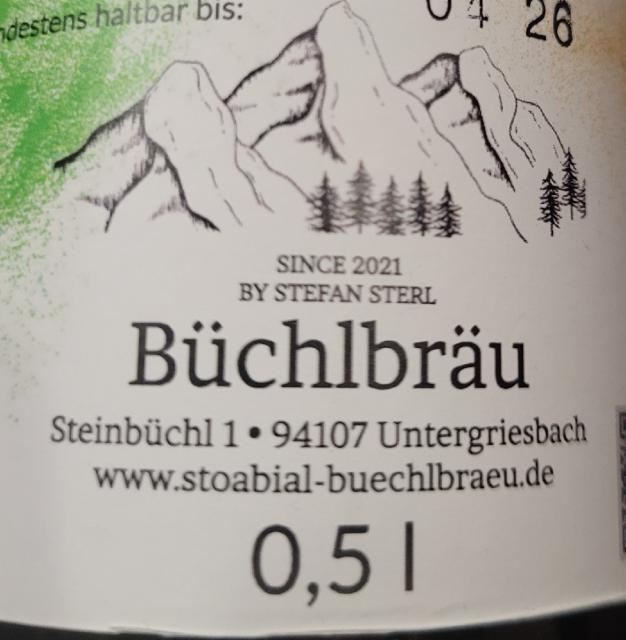 mindestens haltbar bis:
04 26
SINCE 2021
BY STEFAN STERL
Büchlbräu
Steinbüchl 1 • 94107 Untergriesbach
www.stoabial-buechlbraeu.de
0,5 l